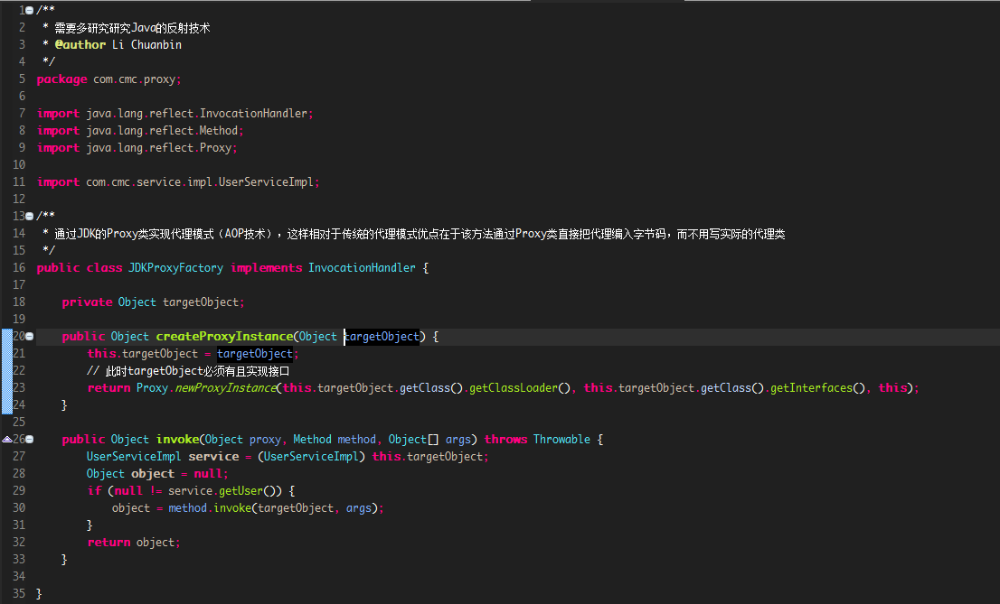 1 /**
2  * 需要多研究研究Java的反射技术
3  * @author Li Chuanbin
4  */
5 package com.cmc.proxy;
6
7 import java.lang.reflect.InvocationHandler;
8 import java.lang.reflect.Method;
9 import java.lang.reflect.Proxy;
10
11 import com.cmc.service.impl.UserServiceImpl;
12
13 /**
14  * 通过JDK的Proxy类实现代理模式（AOP技术），这样相对于传统的代理模式优点在于该方法通过Proxy类直接把代理编入字节码，而不用写实际的代理类
15  */
16 public class JDKProxyFactory implements InvocationHandler {
17
18     private Object targetObject;
19
20     public Object createProxyInstance(Object targetObject) {
21         this.targetObject = targetObject;
22         // 此时targetObject必须有且实现接口
23         return Proxy.newProxyInstance(this.targetObject.getClass().getClassLoader(), this.targetObject.getClass().getInterfaces(), this);
24     }
25
26     public Object invoke(Object proxy, Method method, Object[] args) throws Throwable {
27         UserServiceImpl service = (UserServiceImpl) this.targetObject;
28         Object object = null;
29         if (null != service.getUser()) {
30             object = method.invoke(targetObject, args);
31         }
32         return object;
33     }
34
35 }